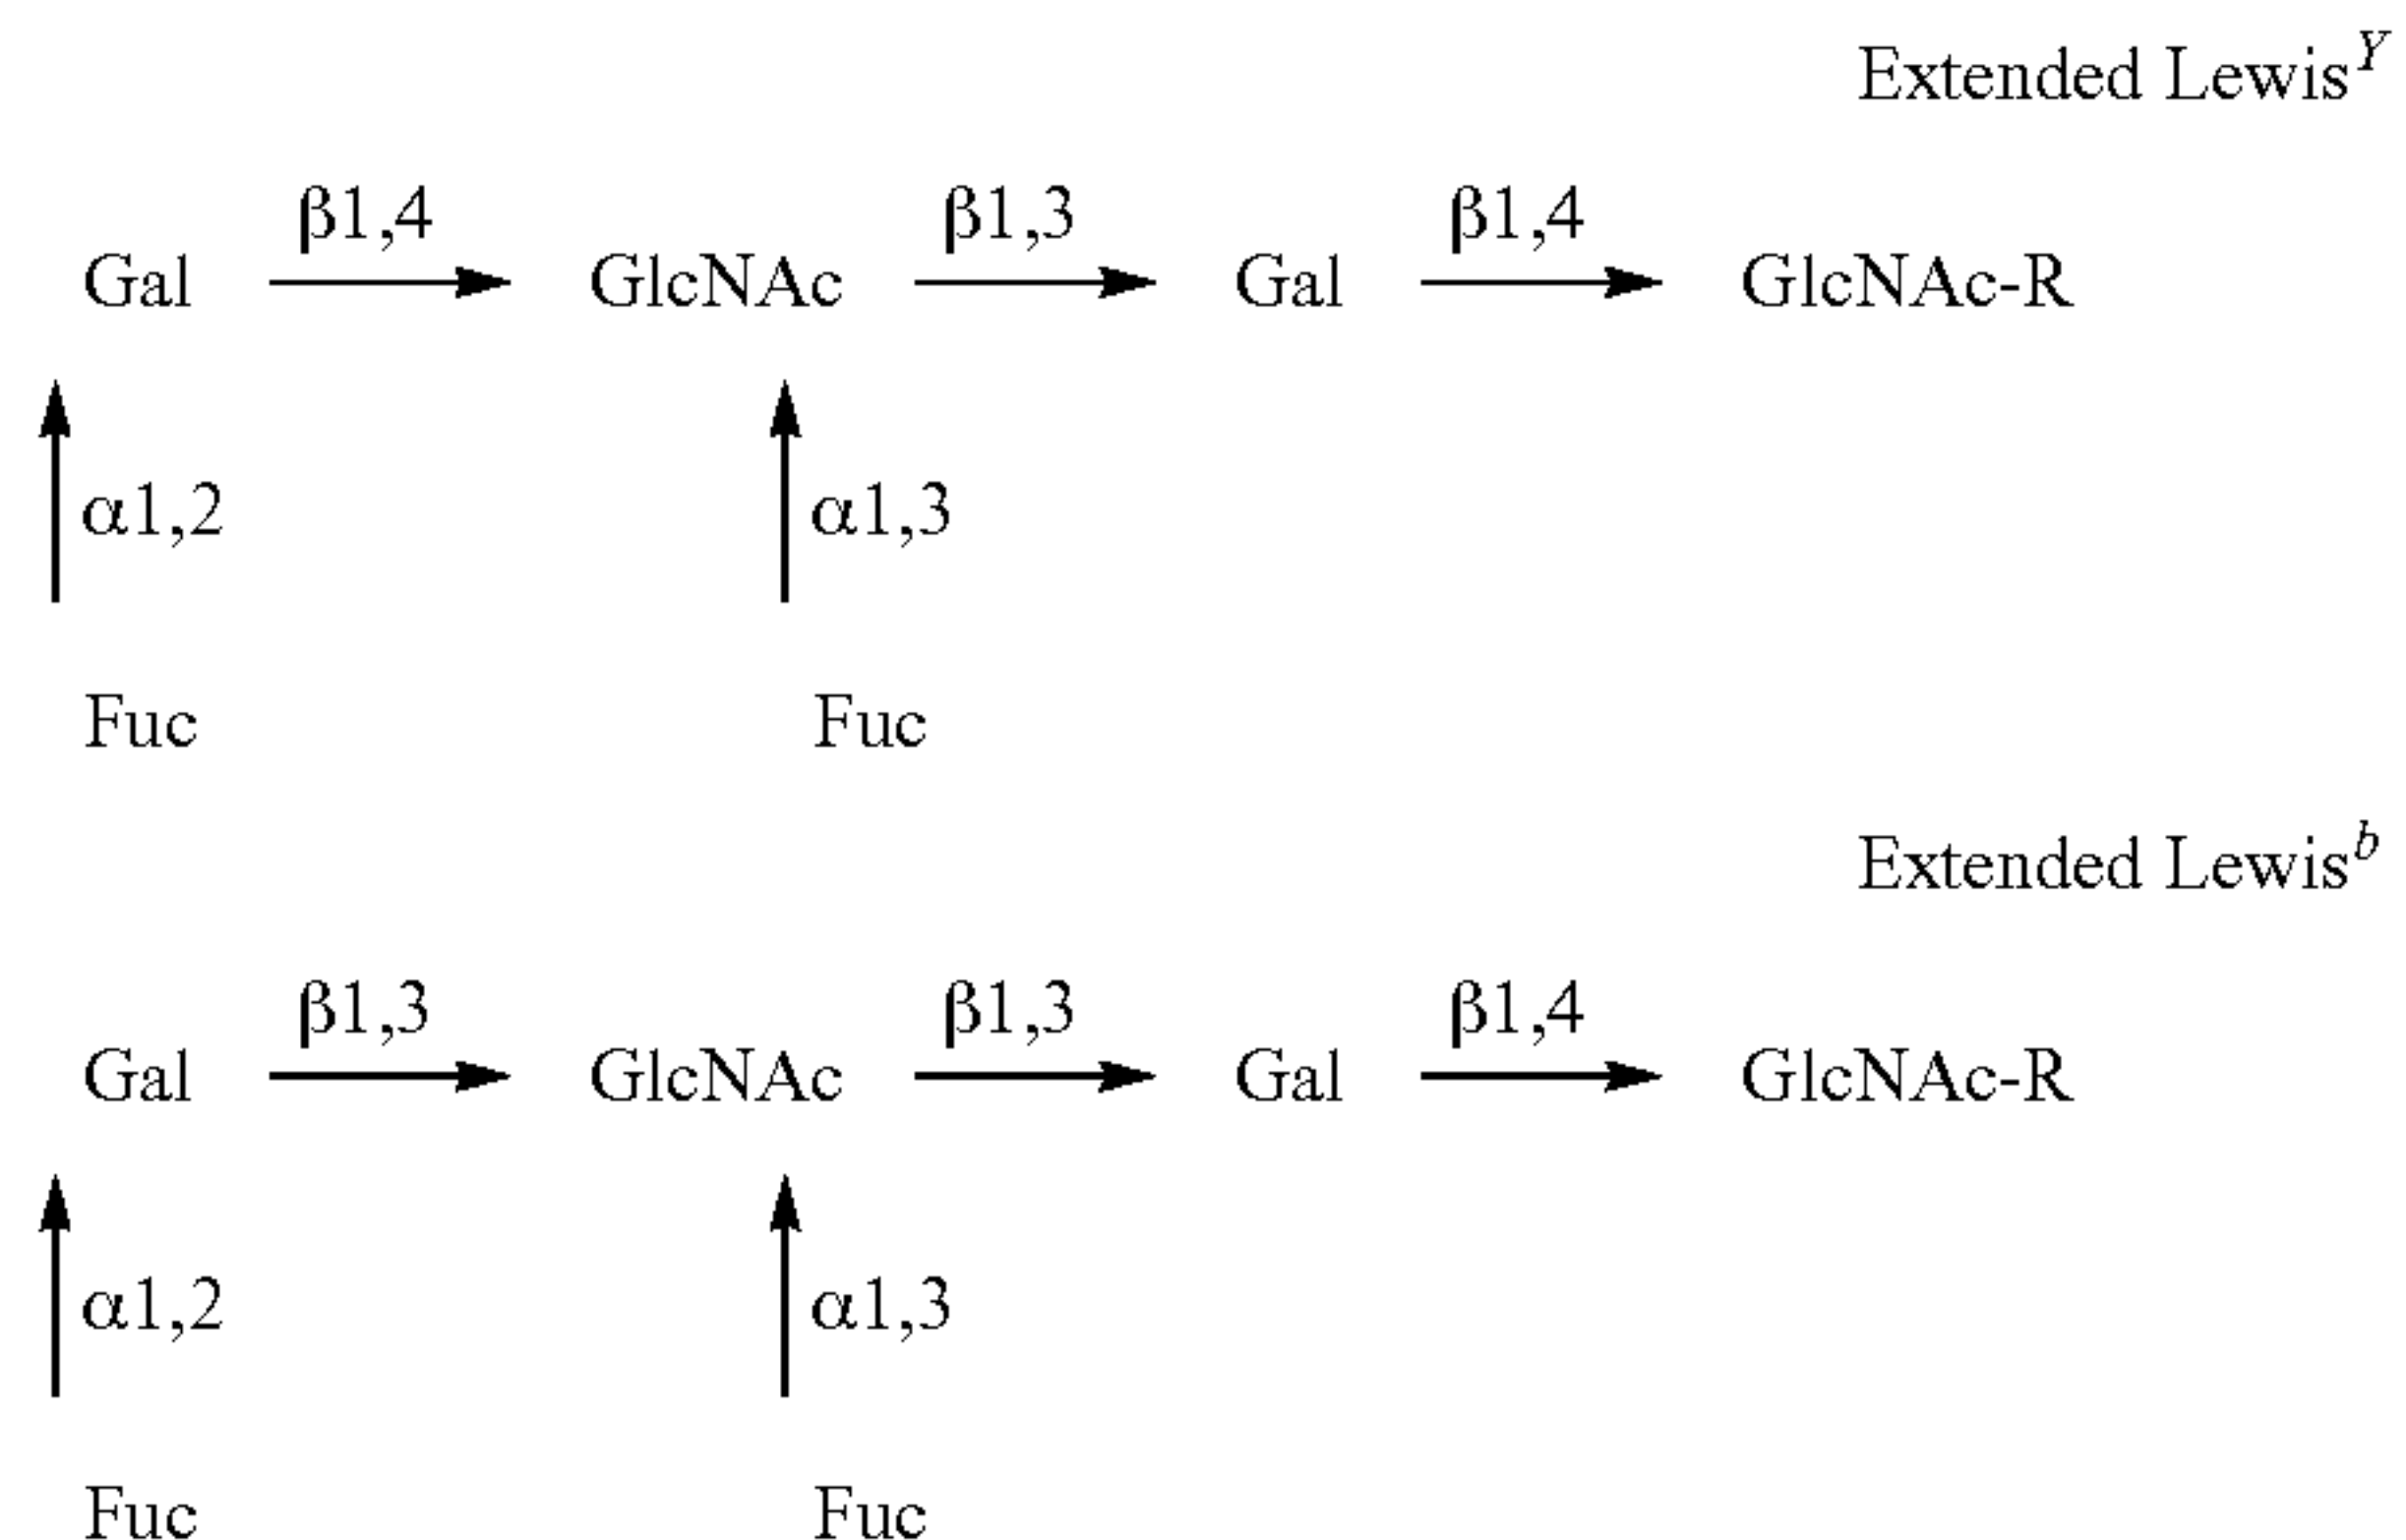 Extended Lewis^Y
β1,4 β1,3 β1,4
Gal GlcNAc Gal GlcNAc-R
α1,2 α1,3
Fuc Fuc
Extended Lewis^b
β1,3 β1,3 β1,4
Gal GlcNAc Gal GlcNAc-R
α1,2 α1,3
Fuc Fuc